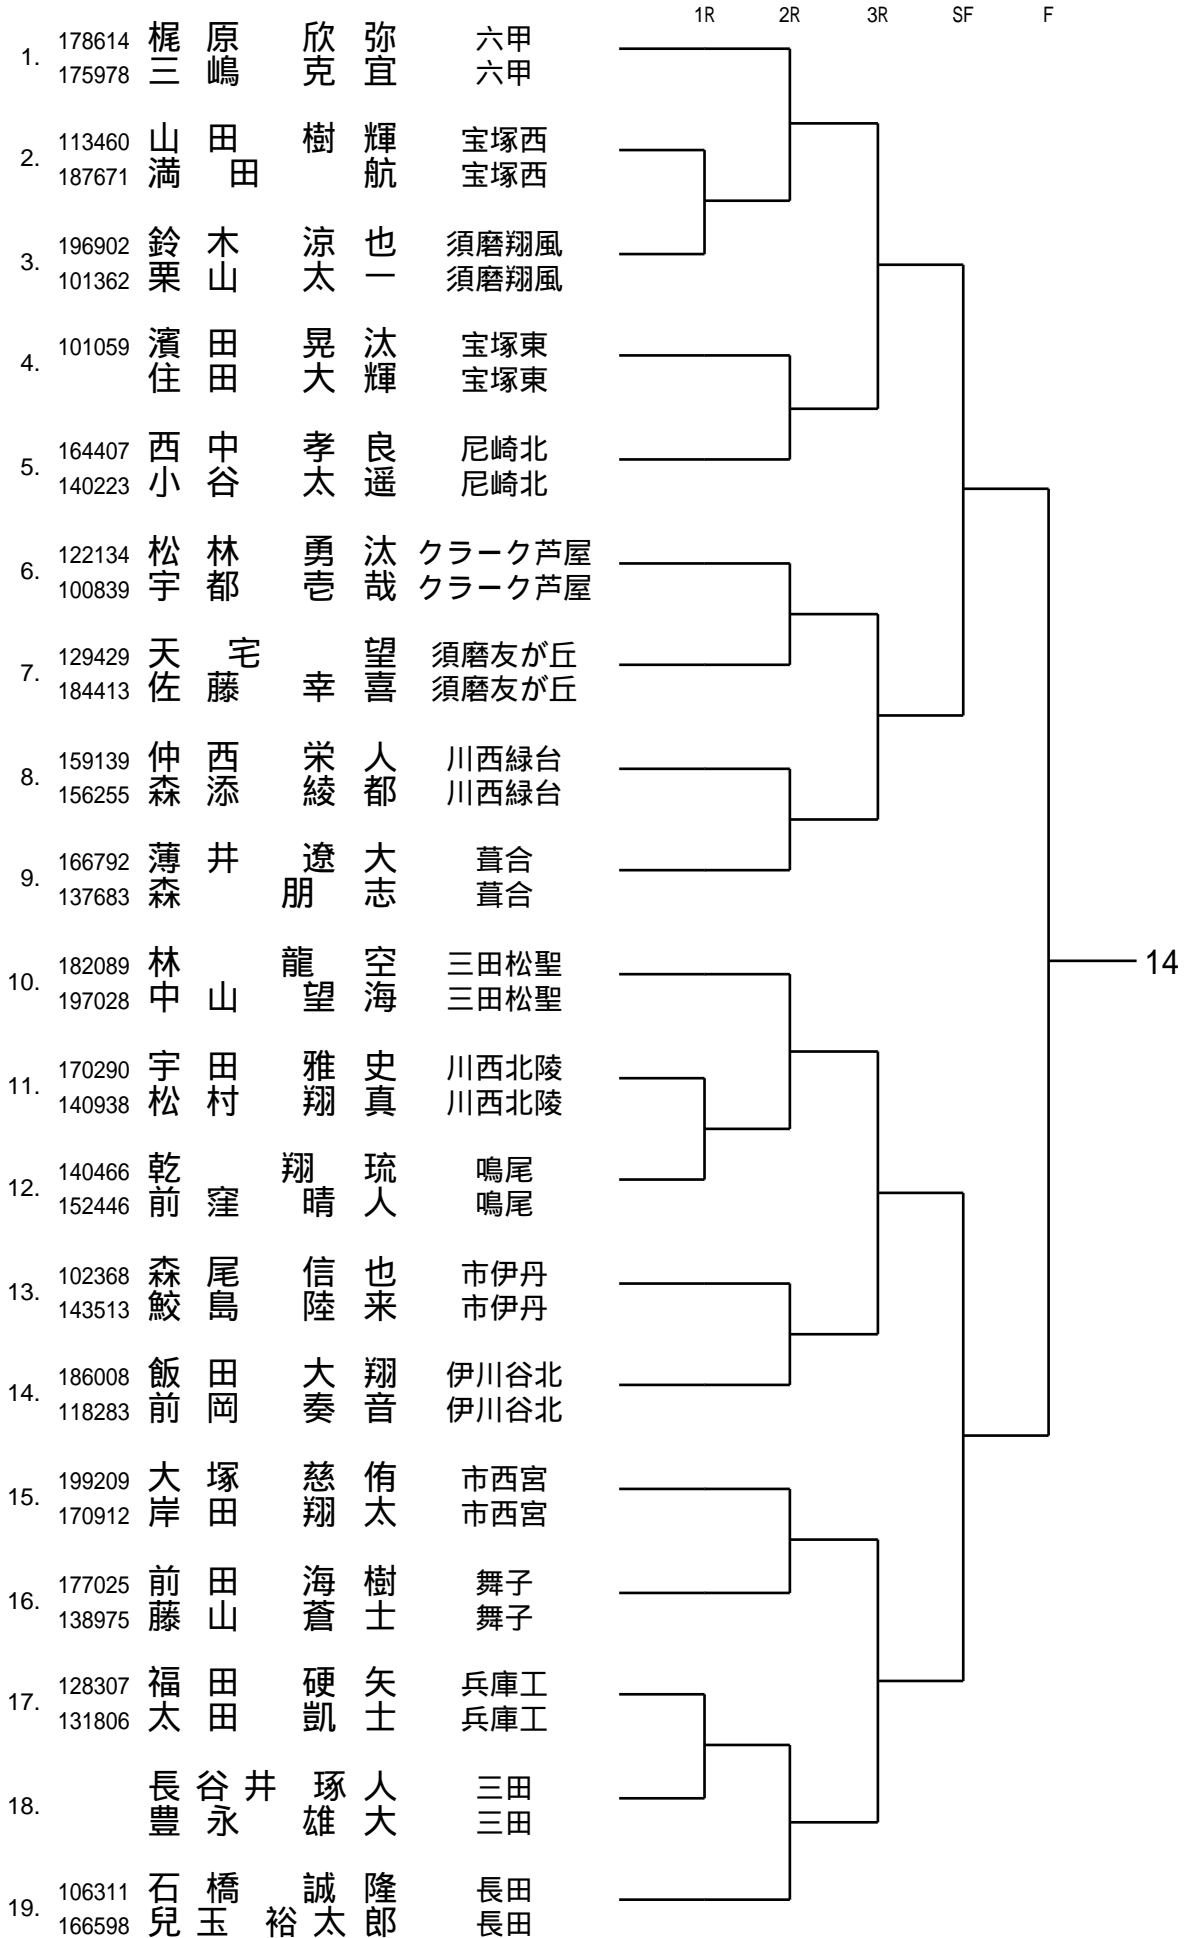 1R 2R 3R SF F
1. 178614 梶原 欣弥 六甲
175978 三嶋 克宜 六甲
2. 113460 山田 樹輝 宝塚西
187671 満田 航 宝塚西
3. 196902 鈴木 涼也 須磨翔風
101362 栗山 太一 須磨翔風
4. 101059 濱田 晃汰 宝塚東
住田 大輝 宝塚東
5. 164407 西中 孝良 尼崎北
140223 小谷 太遥 尼崎北
6. 122134 松林 勇汰 クラーク芦屋
100839 宇都 壱哉 クラーク芦屋
7. 129429 天宅 望 須磨友が丘
184413 佐藤 幸喜 須磨友が丘
8. 159139 仲西 栄人 川西緑台
156255 森添 綾都 川西緑台
9. 166792 薄井 遼大 葺合
137683 森 朋志 葺合
10. 182089 林 龍空 三田松聖
197028 中山 望海 三田松聖
14
11. 170290 宇田 雅史 川西北陵
140938 松村 翔真 川西北陵
12. 140466 乾 翔琉 鳴尾
152446 前窪 晴人 鳴尾
13. 102368 森尾 信也 市伊丹
143513 鮫島 陸来 市伊丹
14. 186008 飯田 大翔 伊川谷北
118283 前岡 奏音 伊川谷北
15. 199209 大塚 慈侑 市西宮
170912 岸田 翔太 市西宮
16. 177025 前田 海樹 舞子
138975 藤山 蒼士 舞子
17. 128307 福田 硬矢 兵庫工
131806 太田 凱士 兵庫工
18. 長谷井 琢人 三田
豊永 雄大 三田
19. 106311 石橋 誠隆 長田
166598 兒玉 裕太郎 長田